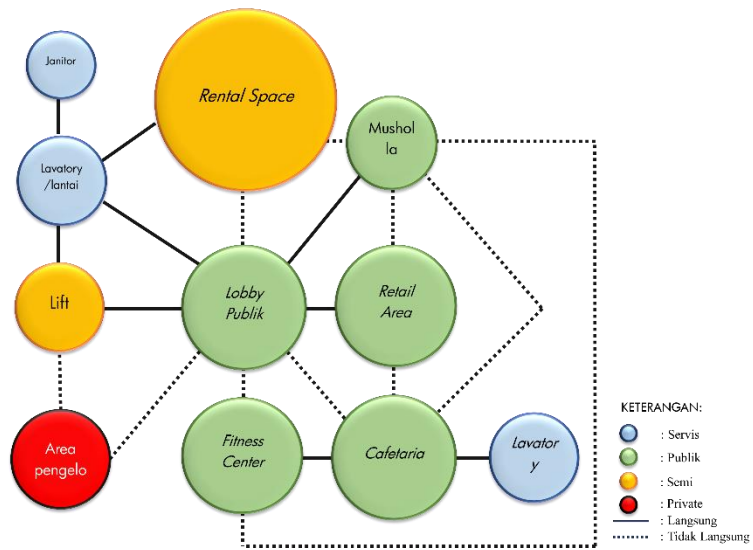 Janitor
Rental Space
Mushol
la
Lavatory
/lantai
Lift
Lobby
Publik
Retail
Area
Area
pengelo
Fitness
Center
Cafetaria
Lavator
y
KETERANGAN:
: Servis
: Publik
: Semi
: Private
: Langsung
: Tidak Langsung